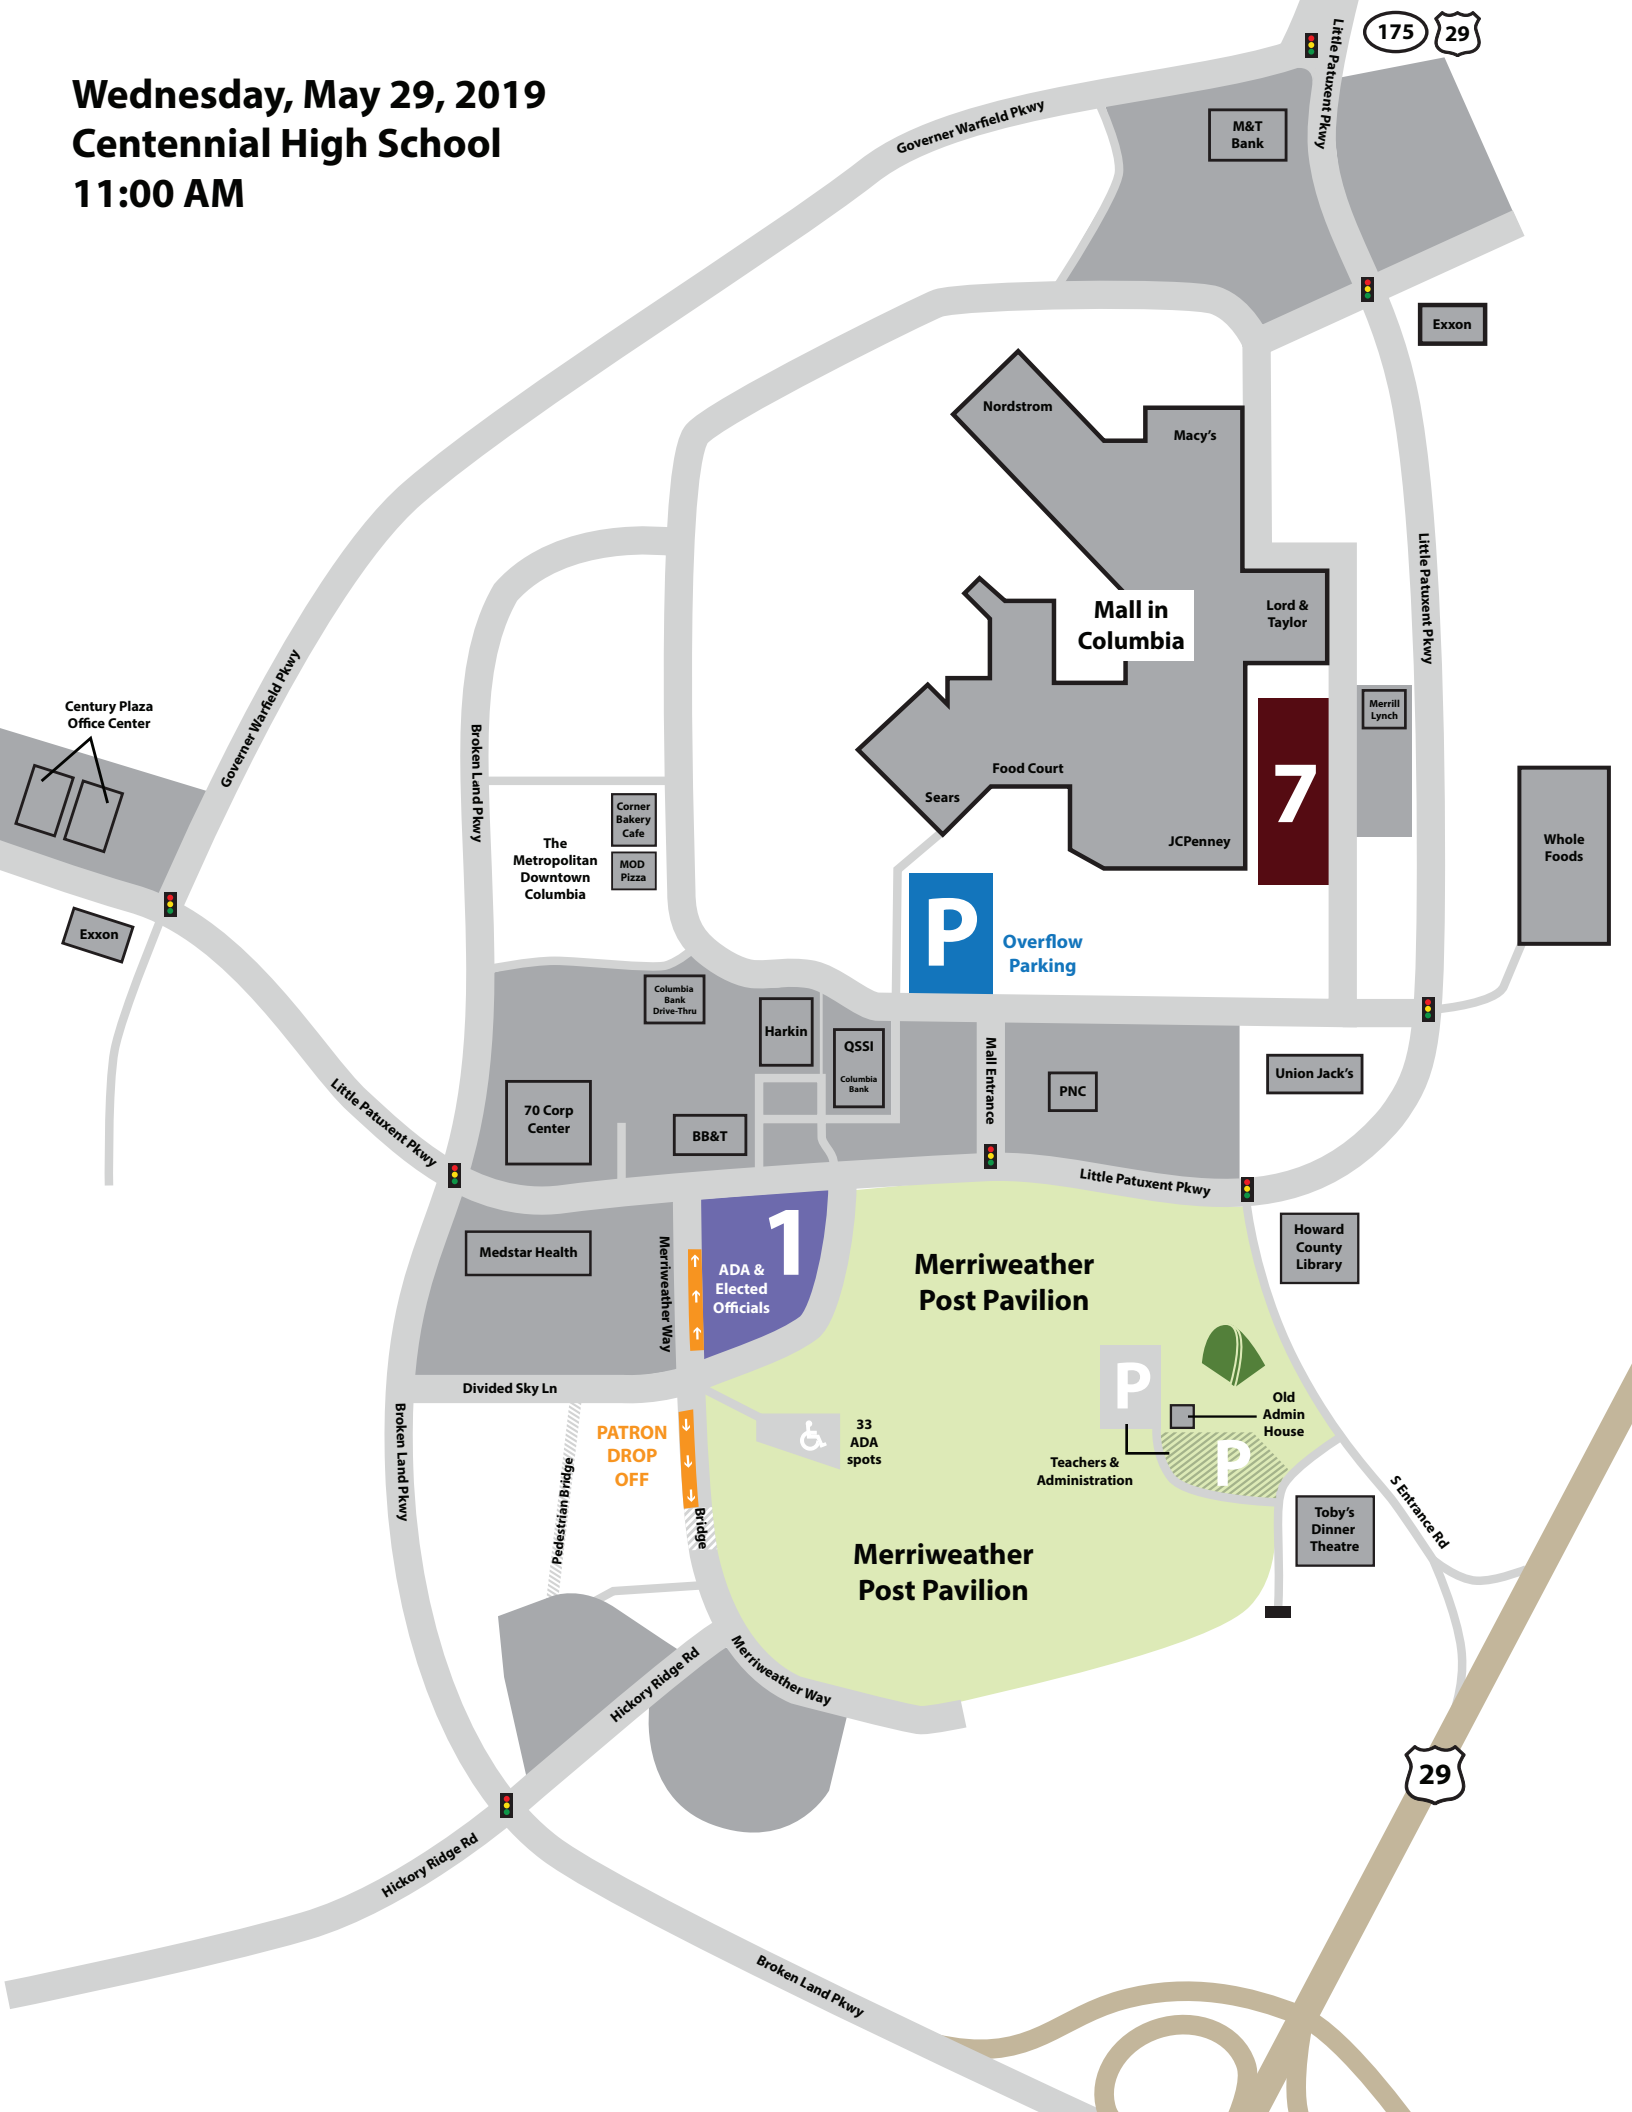 Wednesday, May 29, 2019
Centennial High School
11:00 AM
175
29
Little Patuxent Pkwy
Governer Warfield Pkwy
M&T
Bank
Exxon
Nordstrom
Macy's
Mall in
Columbia
Lord &
Taylor
Little Patuxent Pkwy
Governer Warfield Pkwy
Century Plaza
Office Center
Broken Land Pkwy
Merrill
Lynch
7
Food Court
Sears
JCPenney
Whole
Foods
Corner
Bakery
Cafe
MOD
Pizza
The
Metropolitan
Downtown
Columbia
Exxon
P
Overflow
Parking
Columbia
Bank
Drive-Thru
Harkin
QSSI
Columbia
Bank
Mall Entrance
PNC
Union Jack's
70 Corp
Center
BB&T
Little Patuxent Pkwy
Little Patuxent Pkwy
Medstar Health
Merriweather Way
1
ADA &
Elected
Officials
Merriweather
Post Pavilion
Howard
County
Library
Divided Sky Ln
Broken Land Pkwy
PATRON
DROP
OFF
Pedestrian Bridge
Bridge
33
ADA
spots
P
Old
Admin
House
P
Teachers &
Administration
S Entrance Rd
Toby's
Dinner
Theatre
Merriweather
Post Pavilion
Hickory Ridge Rd
Merriweather Way
29
Hickory Ridge Rd
Broken Land Pkwy